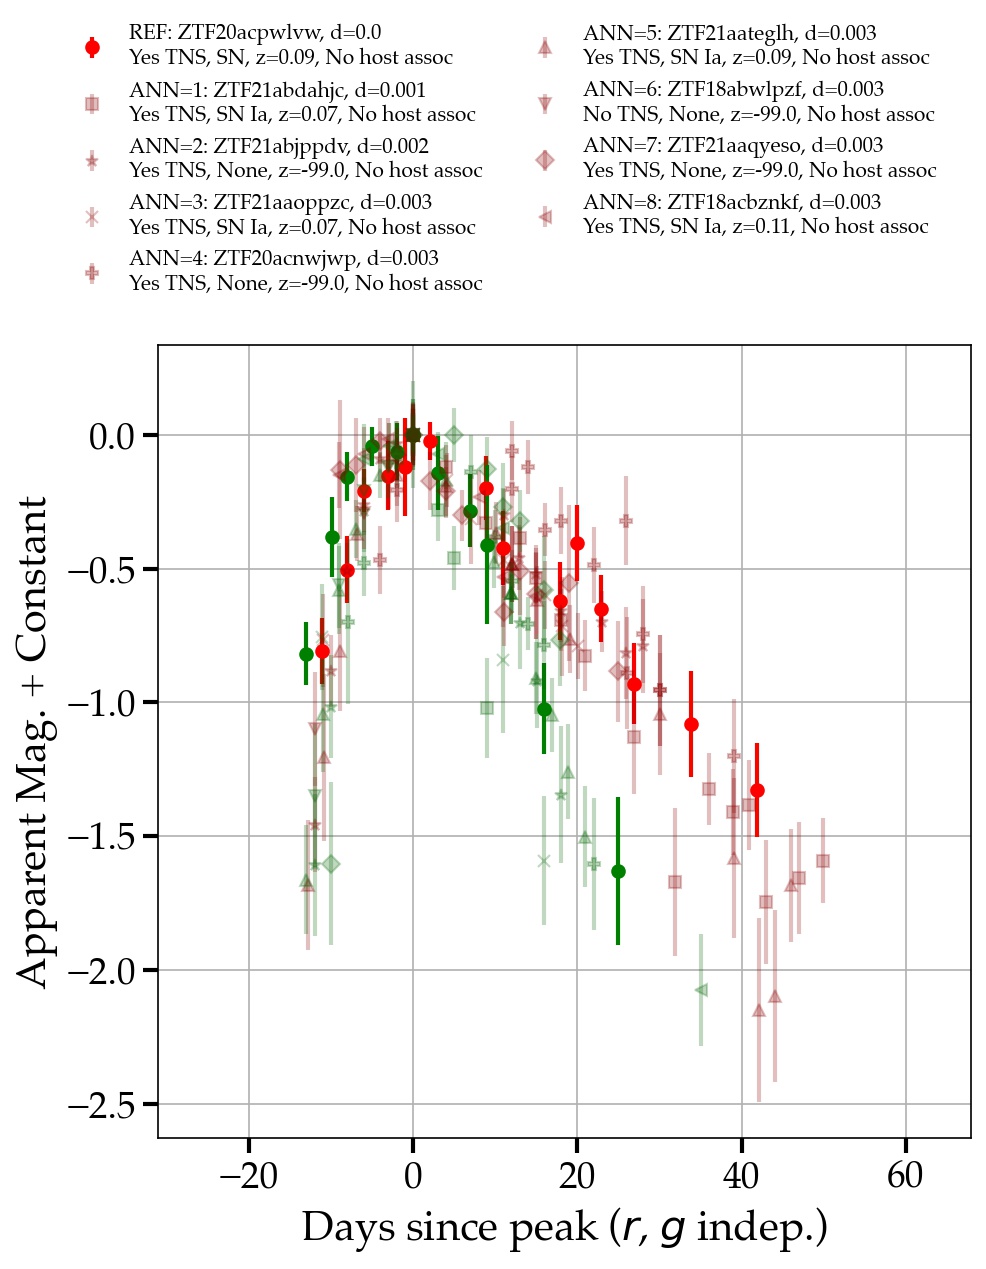 REF: ZTF20acpwlvw, d=0.0
Yes TNS, SN, z=0.09, No host assoc
ANN=1: ZTF21abdahjc, d=0.001
Yes TNS, SN Ia, z=0.07, No host assoc
ANN=2: ZTF21abjppdv, d=0.002
Yes TNS, None, z=-99.0, No host assoc
ANN=3: ZTF21aaoppzc, d=0.003
Yes TNS, SN Ia, z=0.07, No host assoc
ANN=4: ZTF20acnwjwp, d=0.003
Yes TNS, None, z=-99.0, No host assoc
ANN=5: ZTF21aateglh, d=0.003
Yes TNS, SN Ia, z=0.09, No host assoc
ANN=6: ZTF18abwlpzf, d=0.003
No TNS, None, z=-99.0, No host assoc
ANN=7: ZTF21aaqyeso, d=0.003
Yes TNS, None, z=-99.0, No host assoc
ANN=8: ZTF18acbznkf, d=0.003
Yes TNS, SN Ia, z=0.11, No host assoc
Apparent Mag. + Constant
0.0
−0.5
−1.0
−1.5
−2.0
−2.5
−20
0
20
40
60
Days since peak (r, g indep.)